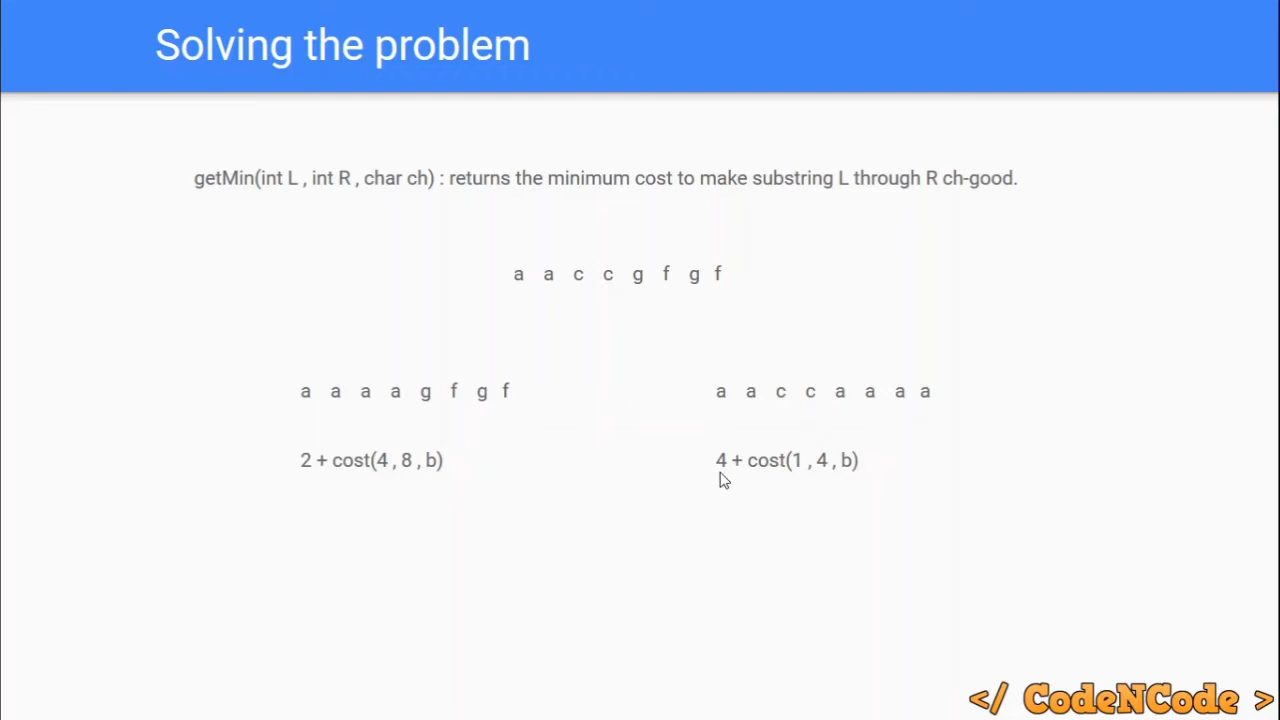 Solving the problem
getMin(int L , int R , char ch) : returns the minimum cost to make substring L through R ch-good.
a a c c g f g f
a a a a g f g f
a a c c a a a a
2 + cost(4 , 8 , b)
4 + cost(1 , 4 , b)
</ CodeNCode >